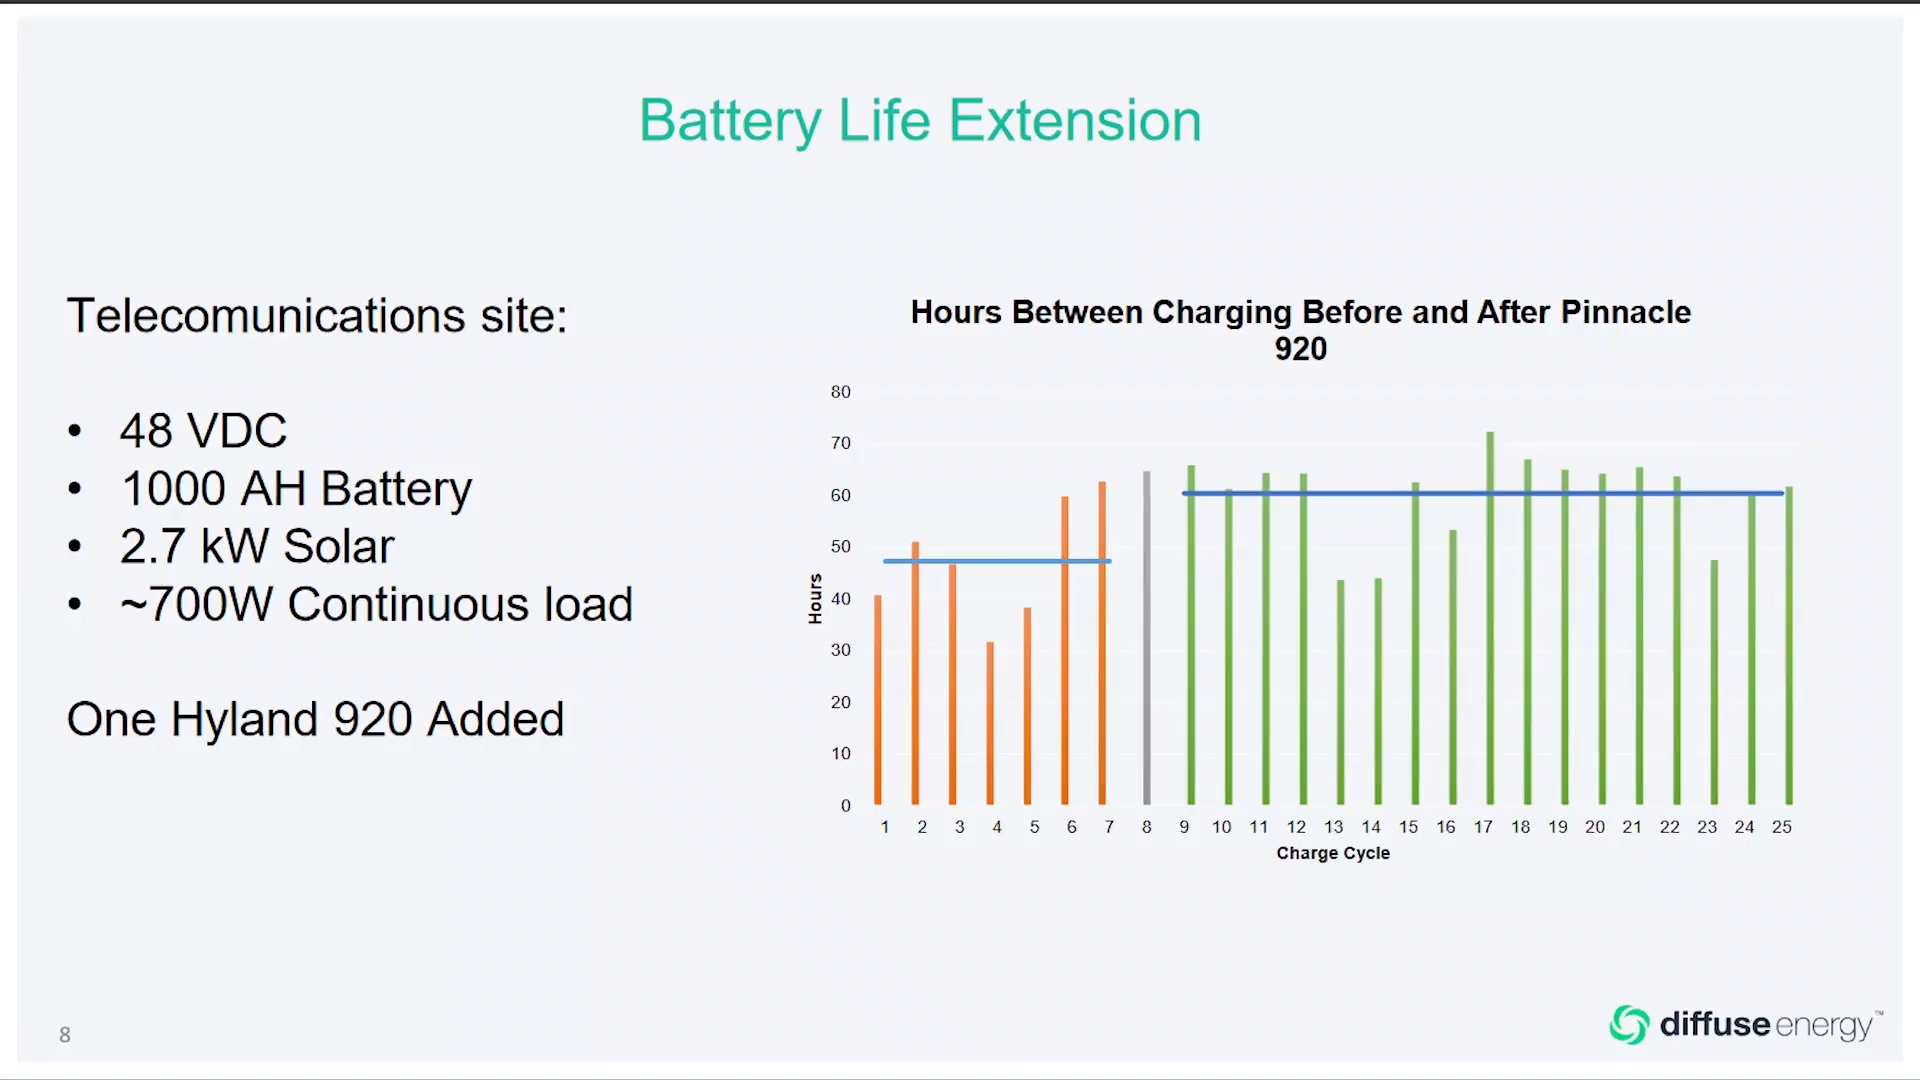 Battery Life Extension
Telecomunications site:
• 48 VDC
• 1000 AH Battery
• 2.7 kW Solar
• ~700W Continuous load
One Hyland 920 Added
Hours Between Charging Before and After Pinnacle
920
80
70
60
50
40
30
20
10
0
Hours
1 2 3 4 5 6 7 8 9 10 11 12 13 14 15 16 17 18 19 20 21 22 23 24 25
Charge Cycle
8
diffuse energy™